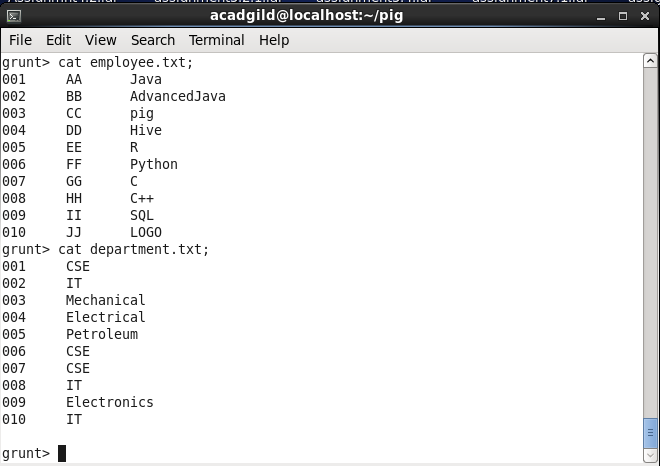 acadgild@localhost:~/pig
File Edit View Search Terminal Help
grunt> cat employee.txt;
001 AA Java
002 BB AdvancedJava
003 CC pig
004 DD Hive
005 EE R
006 FF Python
007 GG C
008 HH C++
009 II SQL
010 JJ LOGO
grunt> cat department.txt;
001 CSE
002 IT
003 Mechanical
004 Electrical
005 Petroleum
006 CSE
007 CSE
008 IT
009 Electronics
010 IT
grunt>